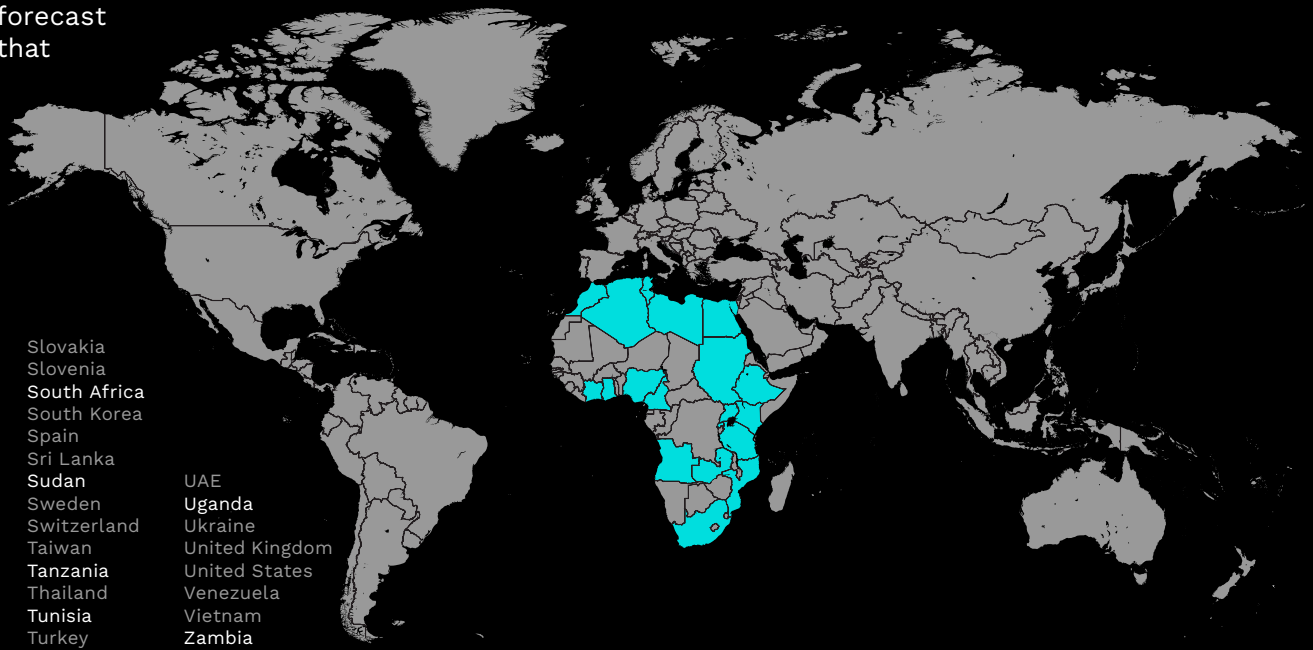 forecast
that
Slovakia
Slovenia
South Africa
South Korea
Spain
Sri Lanka
Sudan
Sweden
Switzerland
Taiwan
Tanzania
Thailand
Tunisia
Turkey
UAE
Uganda
Ukraine
United Kingdom
United States
Venezuela
Vietnam
Zambia